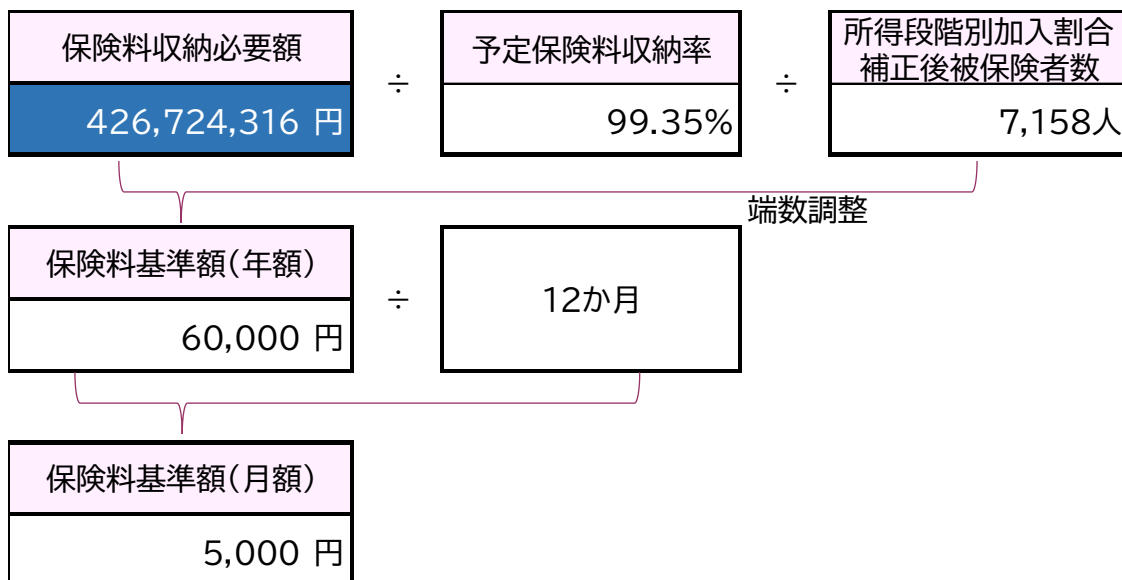 保険料収納必要額
÷
予定保険料収納率
÷
所得段階別加入割合
補正後被保険者数
426,724,316 円
99.35%
7,158人
端数調整
保険料基準額(年額)
÷
12か月
60,000 円
保険料基準額(月額)
5,000 円